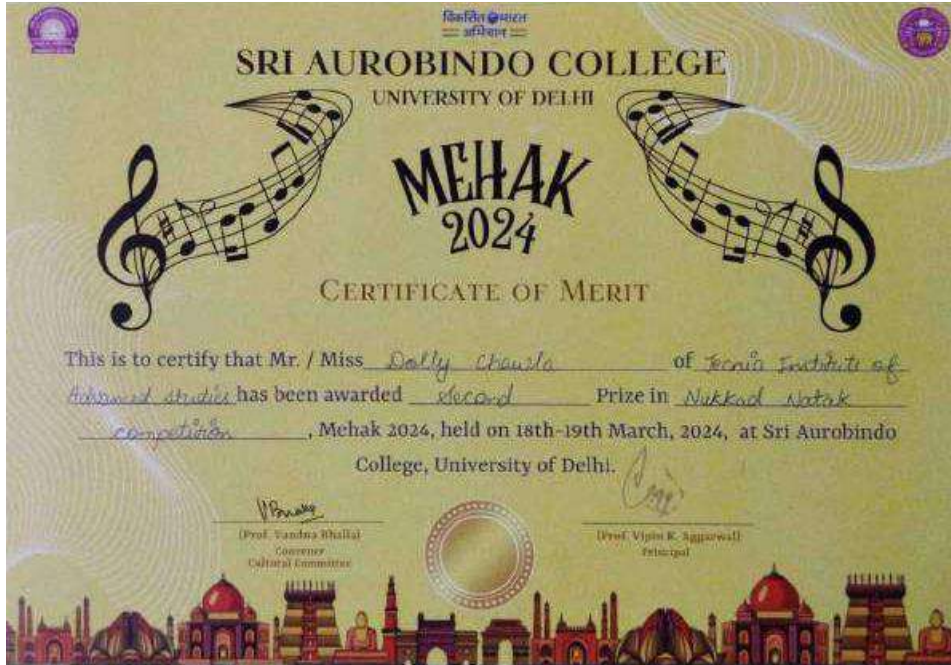 विकसित भारत
अभियान
SRI AUROBINDO COLLEGE
UNIVERSITY OF DELHI
MEHAK
2024
CERTIFICATE OF MERIT
This is to certify that Mr. / Miss Dolly Chawla of Tecnia Institute of
Advanced studies has been awarded Second Prize in Nukkad Natak
competition , Mehak 2024, held on 18th-19th March, 2024, at Sri Aurobindo
College, University of Delhi.
(Prof. Vandna Bhalla) (Prof. Vipin K. Aggarwal)
Convener Principal
Cultural Committee